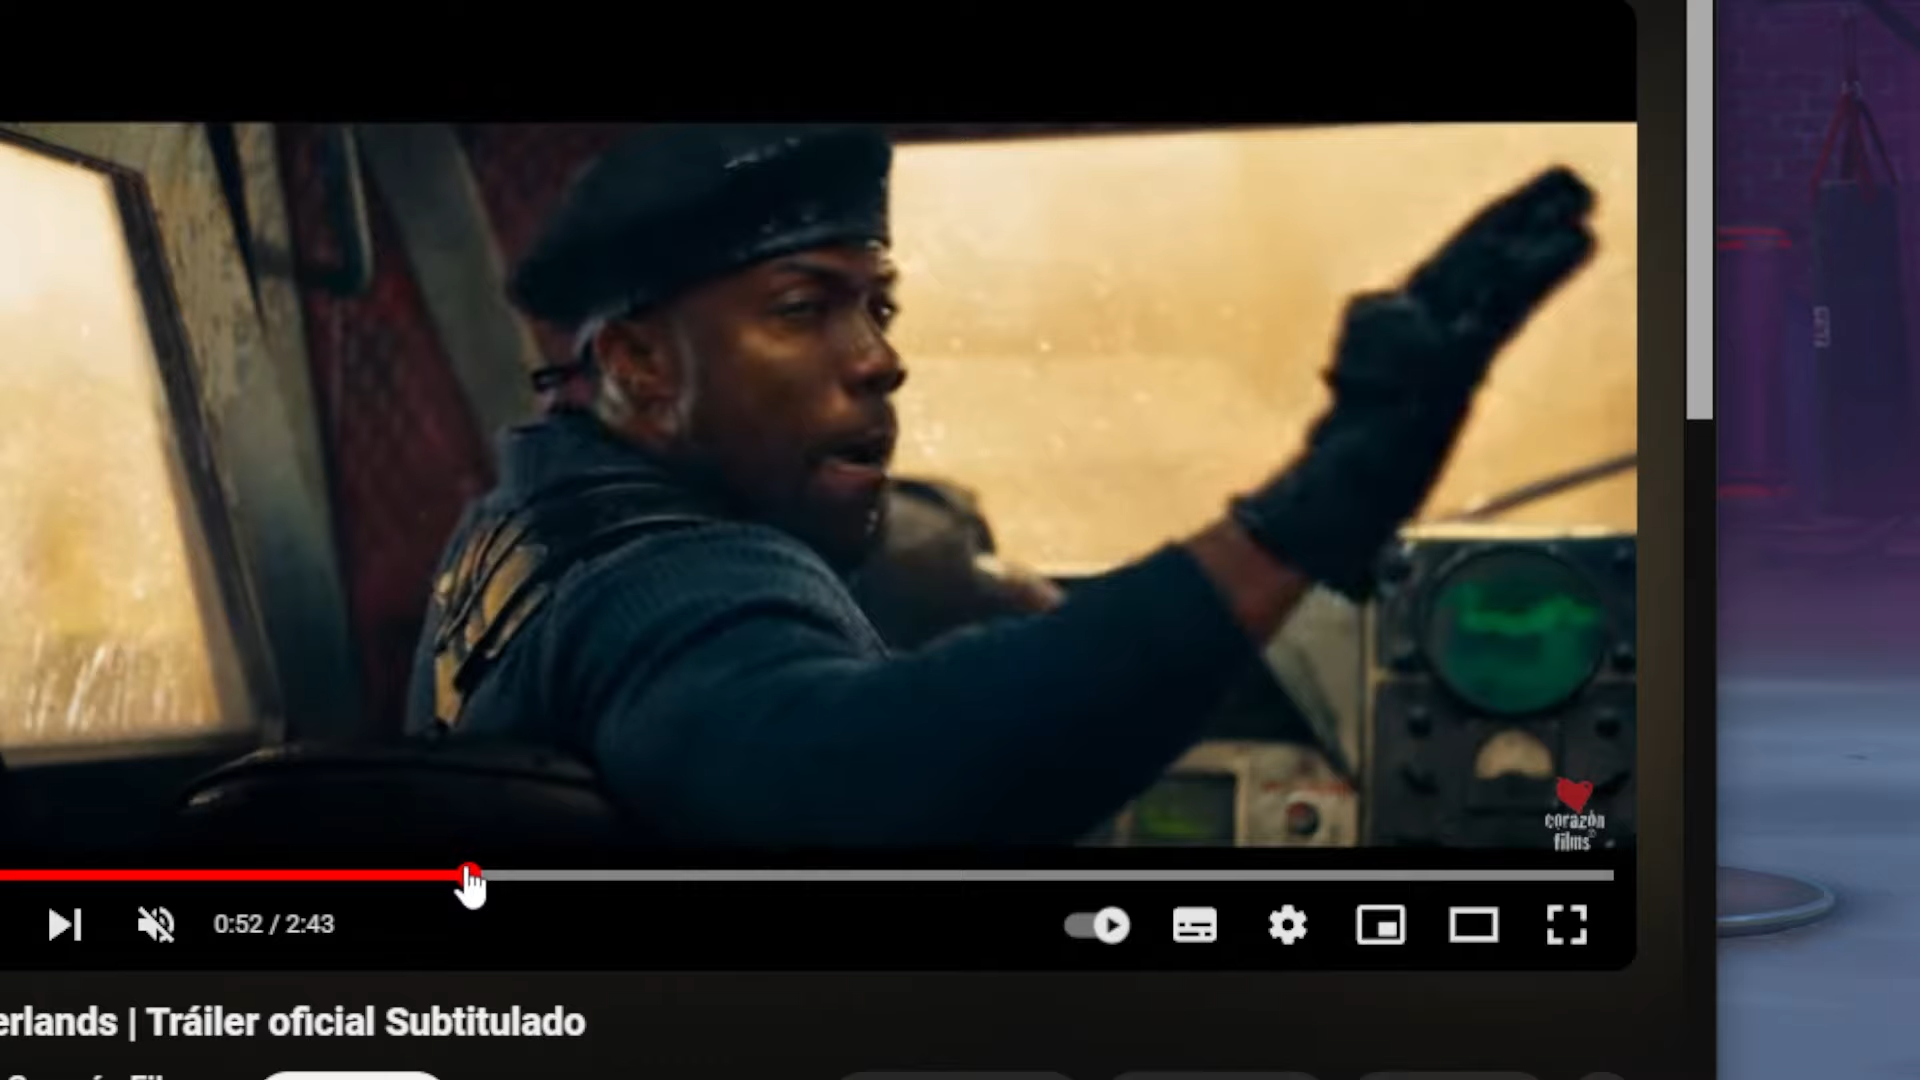 corazón
films
0:52 / 2:43
erlands | Tráiler oficial Subtitulado